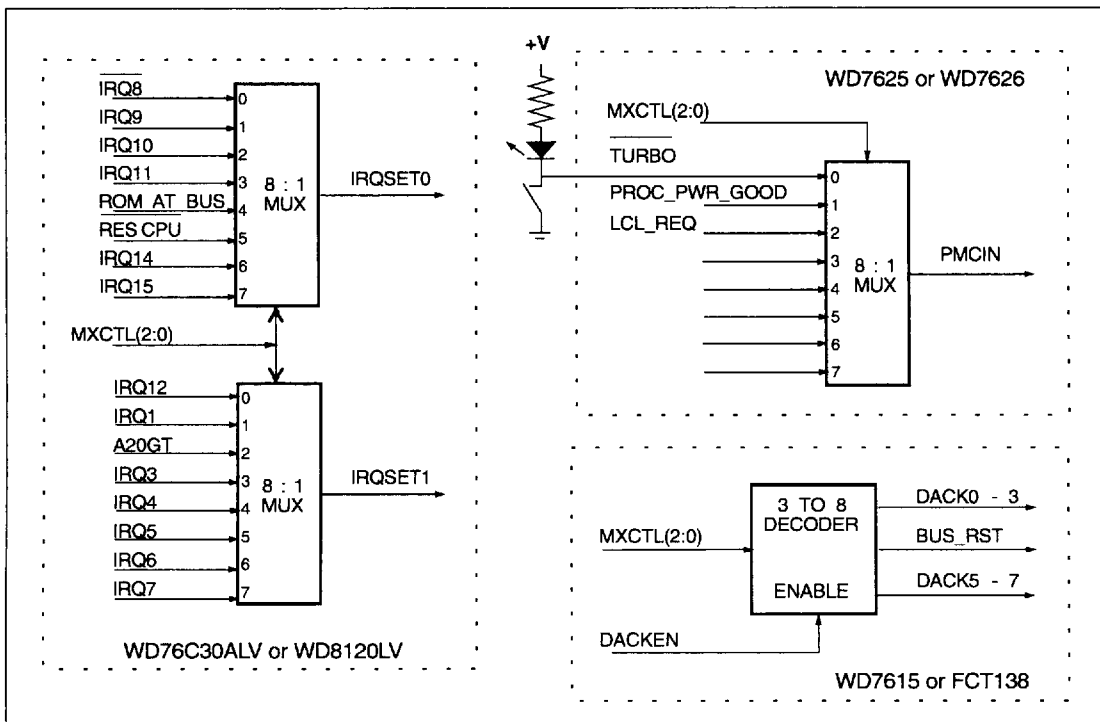 IRQ8
0
IRQ9
1
IRQ10
2
IRQ11
3
ROM AT BUS
4
RES CPU
5
IRQ14
6
IRQ15
7
8 : 1
MUX
IRQSET0
MXCTL(2:0)
IRQ12
0
IRQ1
1
A20GT
2
IRQ3
3
IRQ4
4
IRQ5
5
IRQ6
6
IRQ7
7
8 : 1
MUX
IRQSET1
WD76C30ALV or WD8120LV
+V
WD7625 or WD7626
MXCTL(2:0)
TURBO
0
PROC_PWR_GOOD
1
LCL_REQ
2
3
4
5
6
7
8 : 1
MUX
PMCIN
3 TO 8
DECODER
ENABLE
MXCTL(2:0)
DACKEN
DACK0 - 3
BUS_RST
DACK5 - 7
WD7615 or FCT138